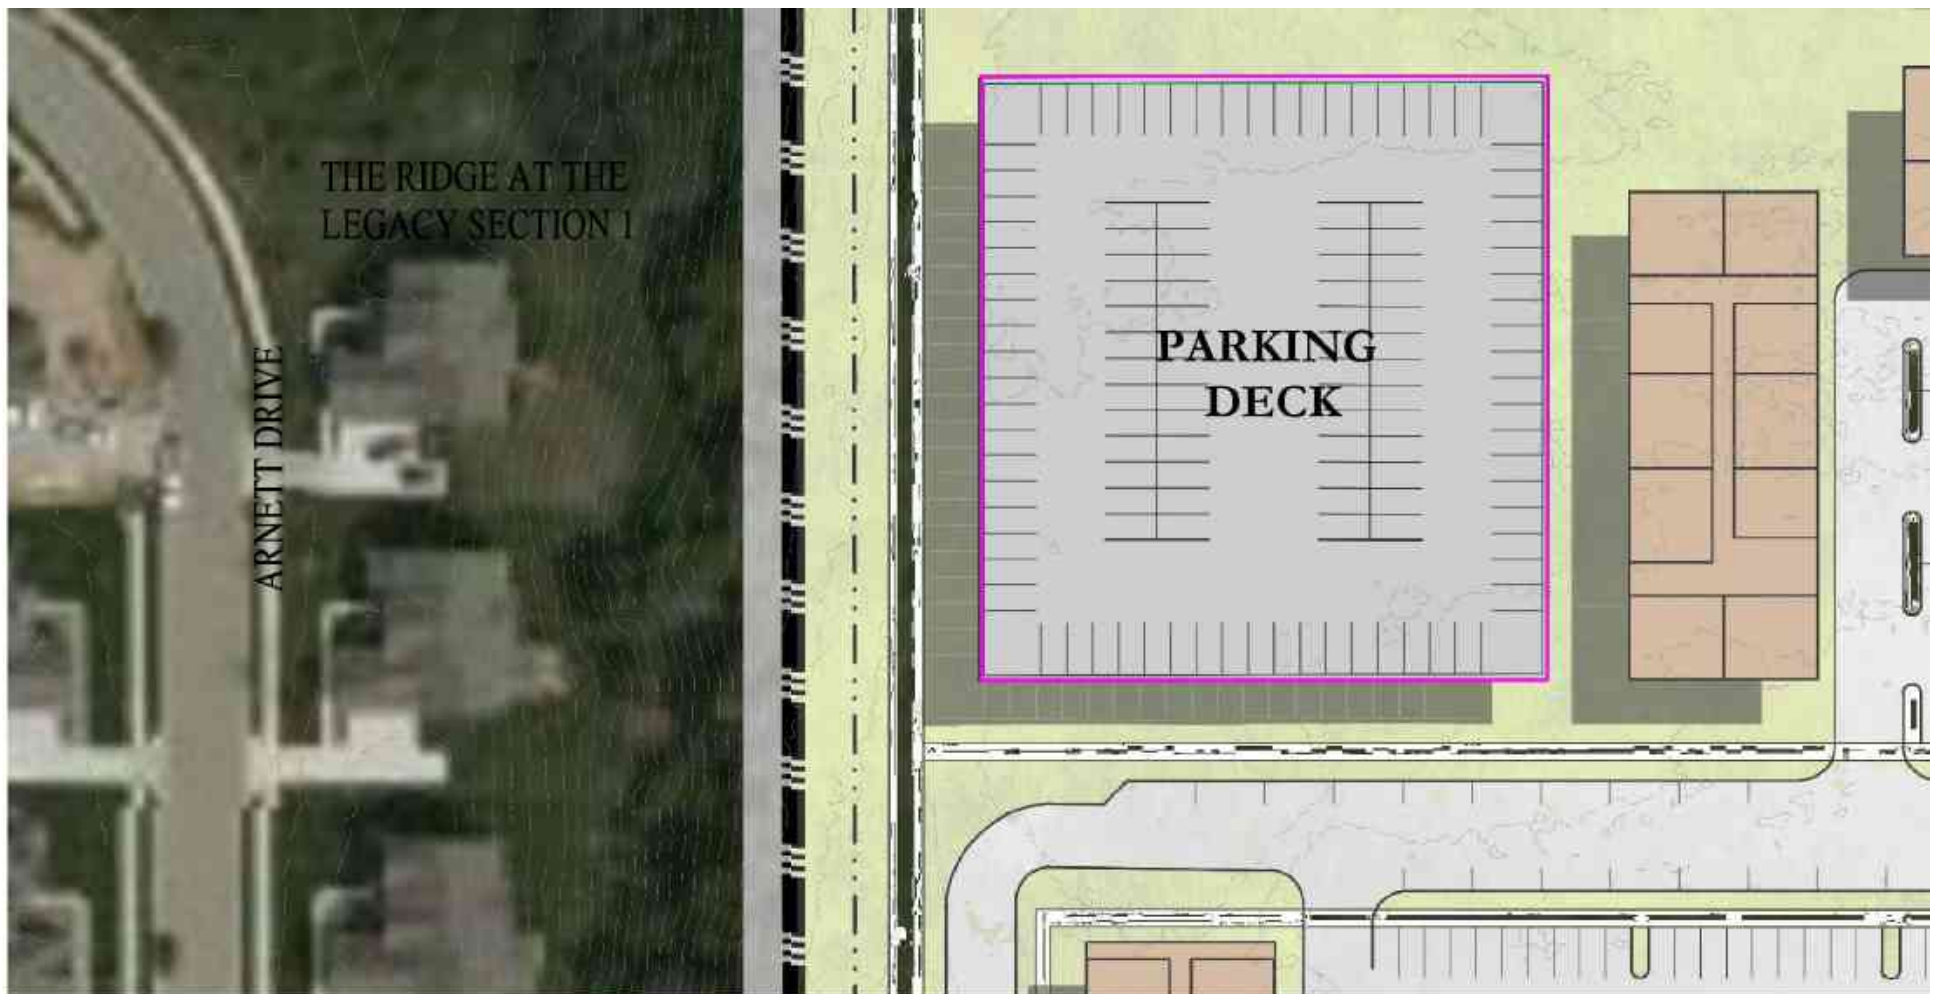 THE RIDGE AT THE
LEGACY SECTION 1
ARNETT DRIVE
PARKING
DECK